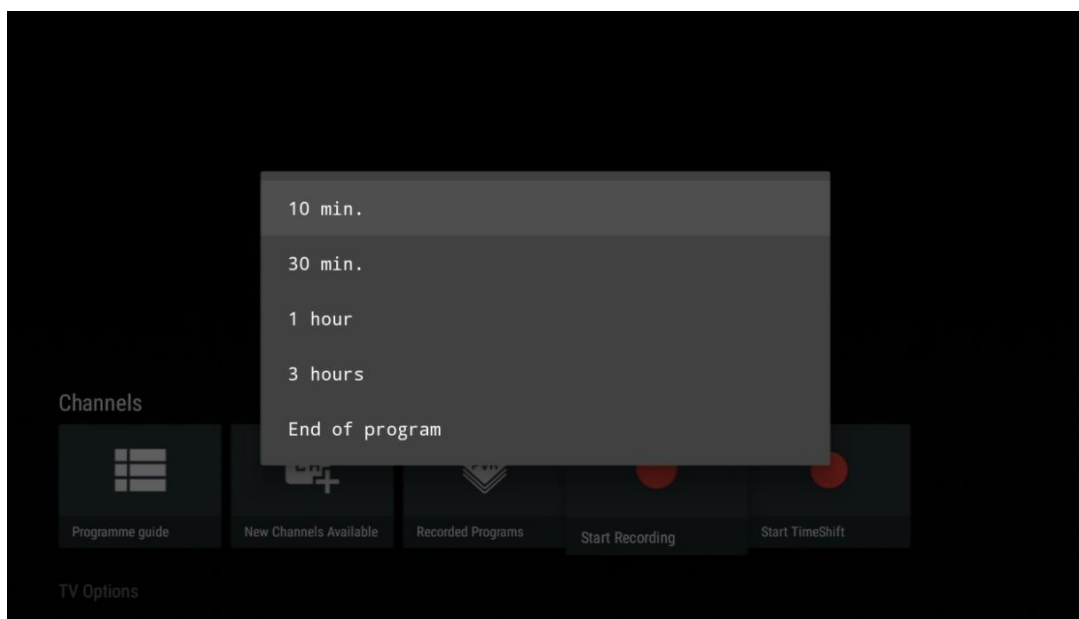 10 min.
30 min.
1 hour
3 hours
End of program
Channels
Programme guide
New Channels Available
Recorded Programs
Start Recording
Start TimeShift
TV Options